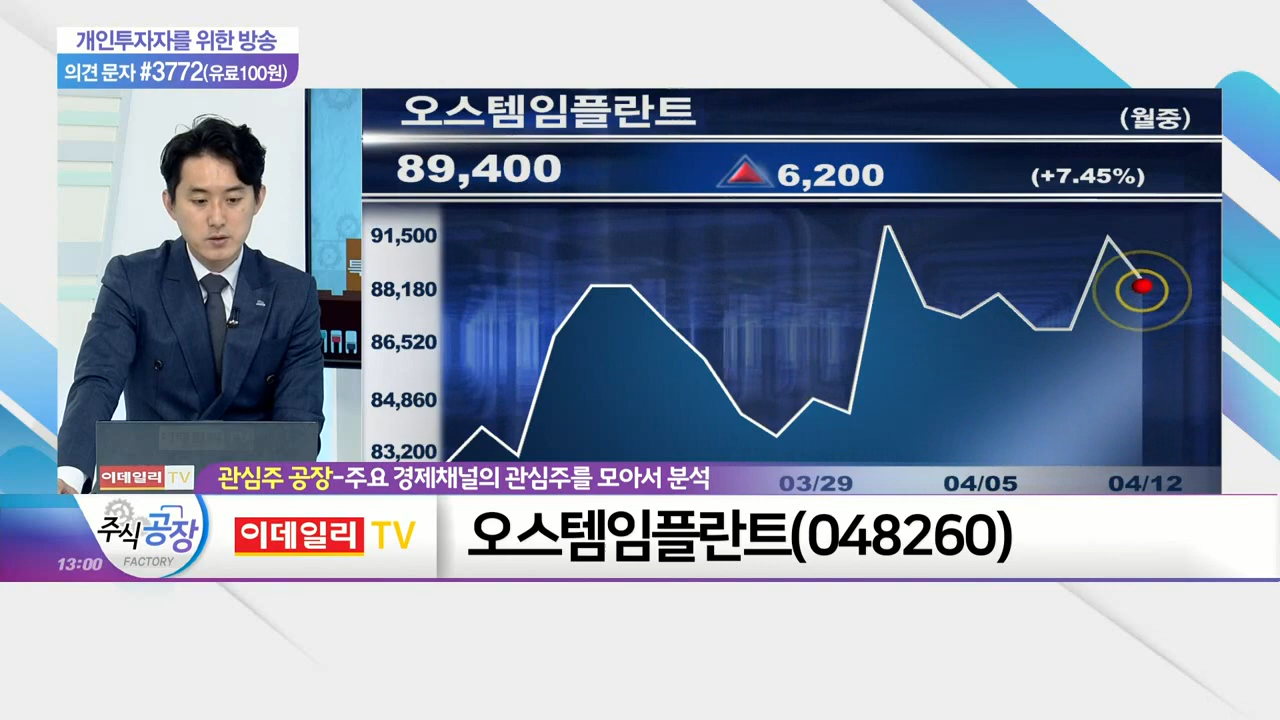 개인투자자를 위한 방송
의견 문자 #3772(유료100원)
오스템임플란트
(월중)
89,400
6,200
(+7.45%)
91,500
88,180
86,520
84,860
83,200
특
03/29
04/05
04/12
이데일리 TV
관심주 공장-주요 경제채널의 관심주를 모아서 분석
13:00
주식공장
FACTORY
이데일리 TV
오스템임플란트(048260)